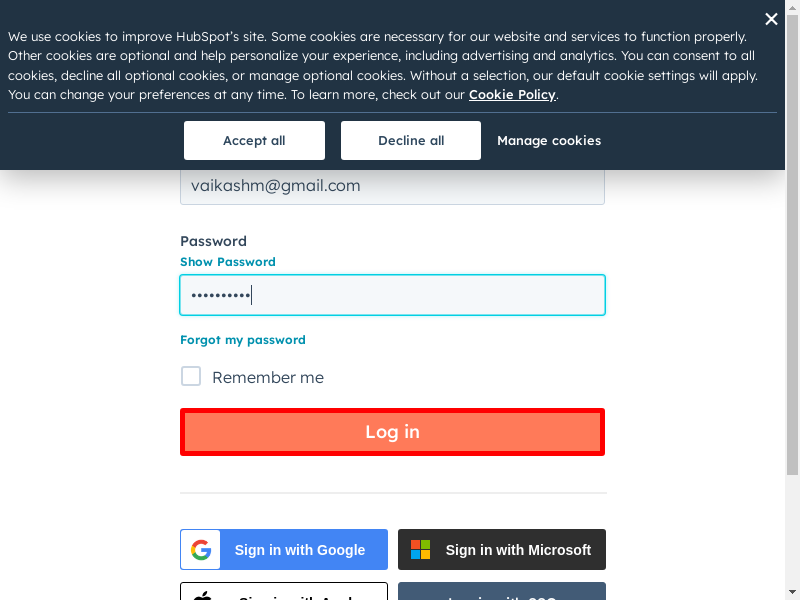 We use cookies to improve HubSpot's site. Some cookies are necessary for our website and services to function properly.
Other cookies are optional and help personalize your experience, including advertising and analytics. You can consent to all
cookies, decline all optional cookies, or manage optional cookies. Without a selection, our default cookie settings will apply.
You can change your preferences at any time. To learn more, check out our Cookie Policy.
Accept all
Decline all
Manage cookies
vaikashm@gmail.com
Password
Show Password
••••••••••
Forgot my password
Remember me
Log in
Sign in with Google
Sign in with Microsoft